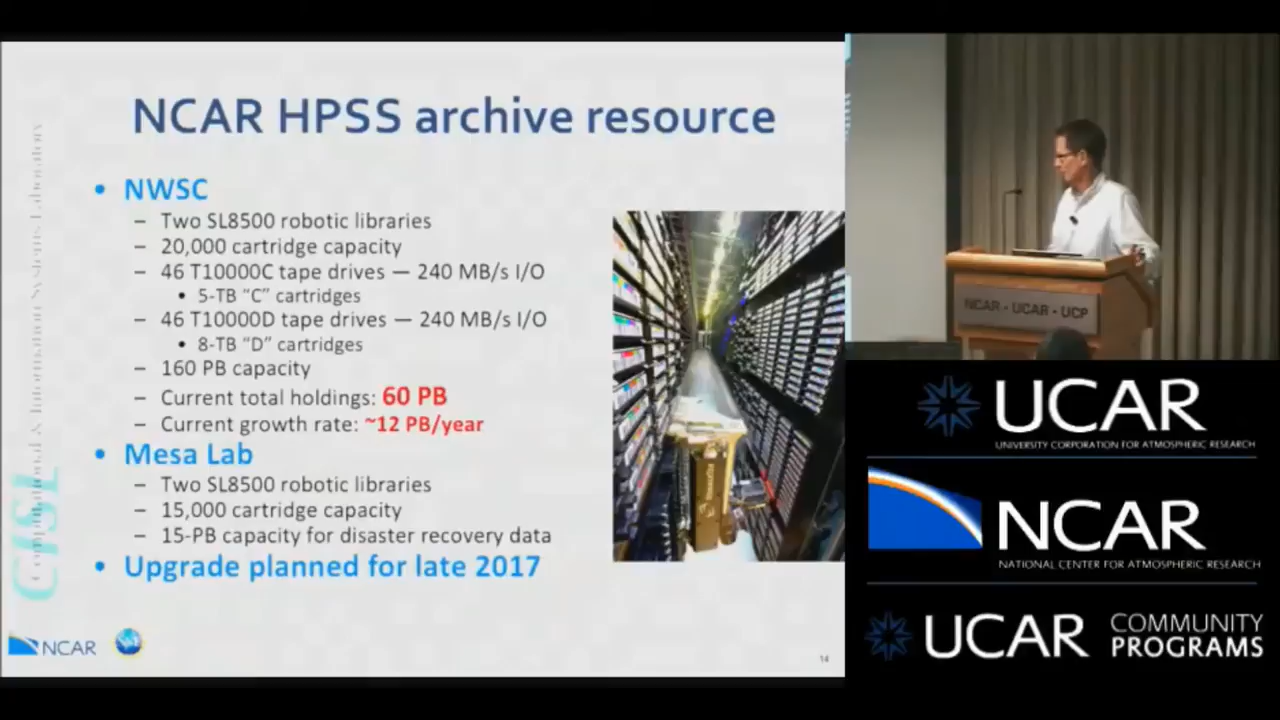 NCAR HPSS archive resource
• NWSC
– Two SL8500 robotic libraries
– 20,000 cartridge capacity
– 46 T10000C tape drives — 240 MB/s I/O
• 5-TB “C” cartridges
– 46 T10000D tape drives — 240 MB/s I/O
• 8-TB “D” cartridges
– 160 PB capacity
– Current total holdings: 60 PB
– Current growth rate: ~12 PB/year
• Mesa Lab
– Two SL8500 robotic libraries
– 15,000 cartridge capacity
– 15-PB capacity for disaster recovery data
• Upgrade planned for late 2017
CISL
Computational & Information Systems Laboratory
NCAR
14
NCAR - UCAR - UCP
UCAR
UNIVERSITY CORPORATION FOR ATMOSPHERIC RESEARCH
NCAR
NATIONAL CENTER FOR ATMOSPHERIC RESEARCH
UCAR COMMUNITY
PROGRAMS